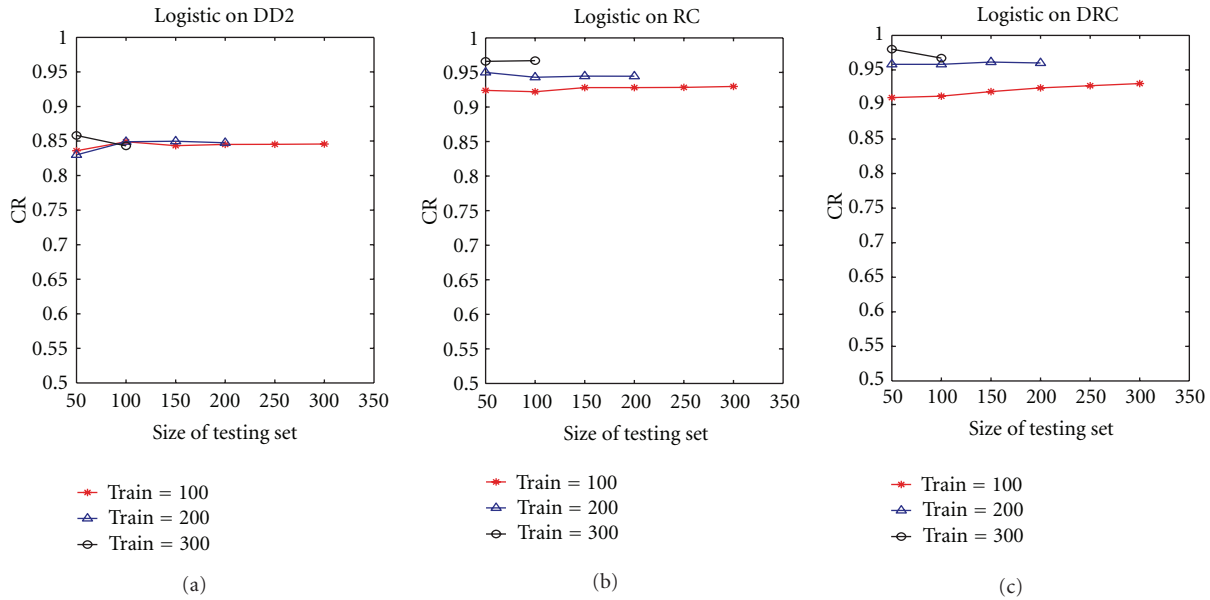 Logistic on DD2
1
0.95
0.9
0.85
0.8
0.75
0.7
0.65
0.6
0.55
0.5
CR
50 100 150 200 250 300 350
Size of testing set
Train = 100
Train = 200
Train = 300
(a)
Logistic on RC
1
0.95
0.9
0.85
0.8
0.75
0.7
0.65
0.6
0.55
0.5
CR
50 100 150 200 250 300 350
Size of testing set
Train = 100
Train = 200
Train = 300
(b)
Logistic on DRC
1
0.95
0.9
0.85
0.8
0.75
0.7
0.65
0.6
0.55
0.5
CR
50 100 150 200 250 300 350
Size of testing set
Train = 100
Train = 200
Train = 300
(c)